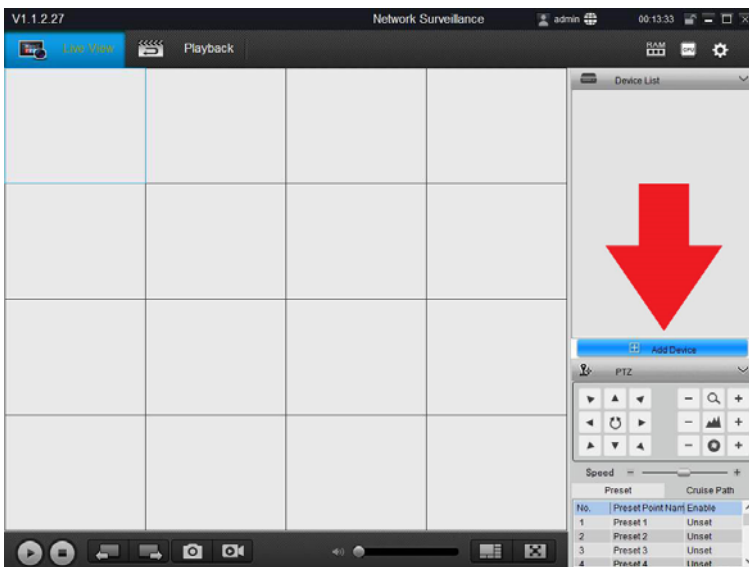 V1.1.2.27 Network Surveillance admin 00:13:33
Live View Playback RAM CPU
Device List
Add Device
PTZ
Speed
Preset Cruise Path
No. Preset Point Nam Enable
1 Preset 1 Unset
2 Preset 2 Unset
3 Preset 3 Unset
4 Preset 4 Unset